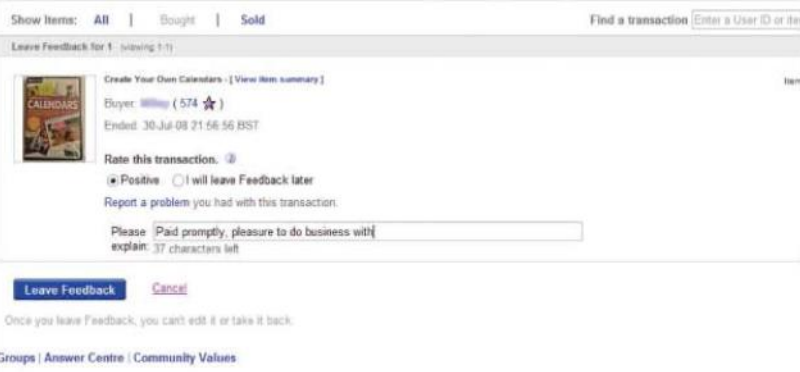 Show Items: All | Bought | Sold Find a transaction Enter a User ID or ite
Leave Feedback for 1 (viewing 1-1)
Create Your Own Calendars - [View item summary] Item
CALENDARS
Buyer: (574)
Ended: 30-Jul-08 21:56:56 BST
Rate this transaction.
Positive I will leave Feedback later
Report a problem you had with this transaction.
Please explain: Paid promptly, pleasure to do business with
37 characters left
Leave Feedback Cancel
Once you leave Feedback, you can't edit it or take it back.
Groups | Answer Centre | Community Values